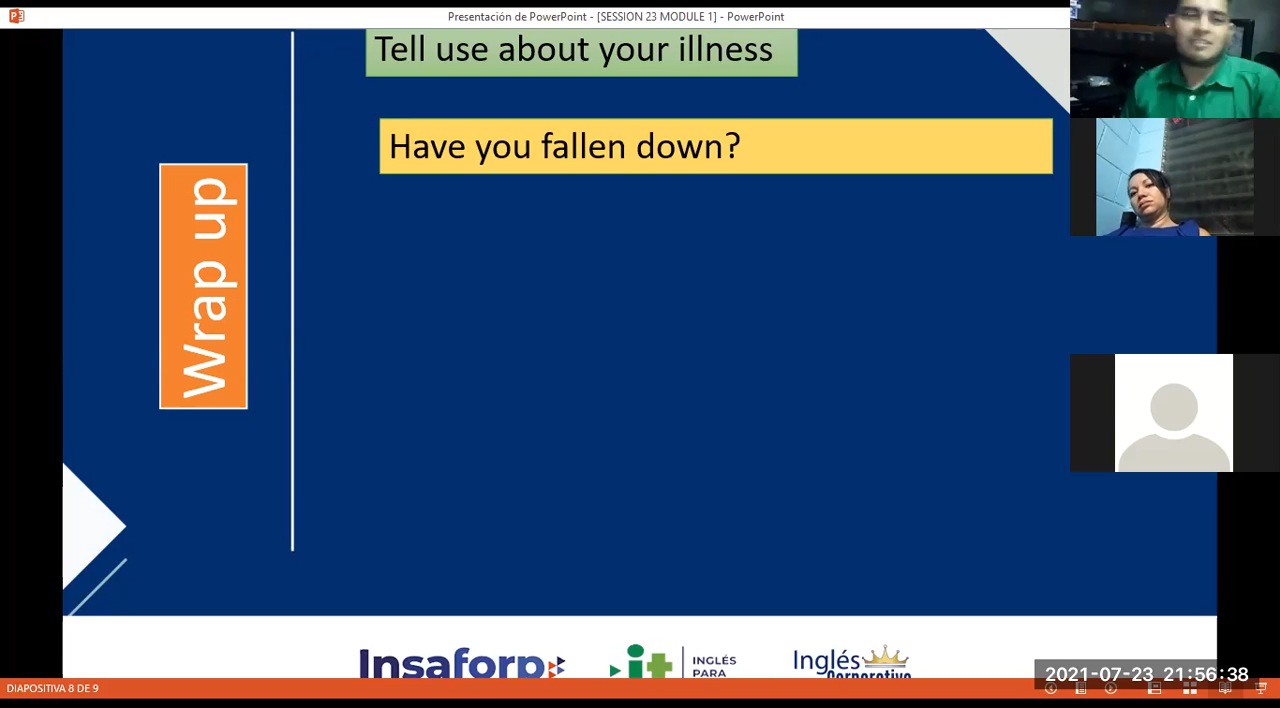 Presentación de PowerPoint - [SESSION 23 MODULE 1] - PowerPoint
Tell use about your illness
Have you fallen down?
Wrap up
Insaforp
it
INGLÉS
PARA
Inglés
Corporativo
2021-07-23 21:56:38
DIAPOSITIVA 8 DE 9